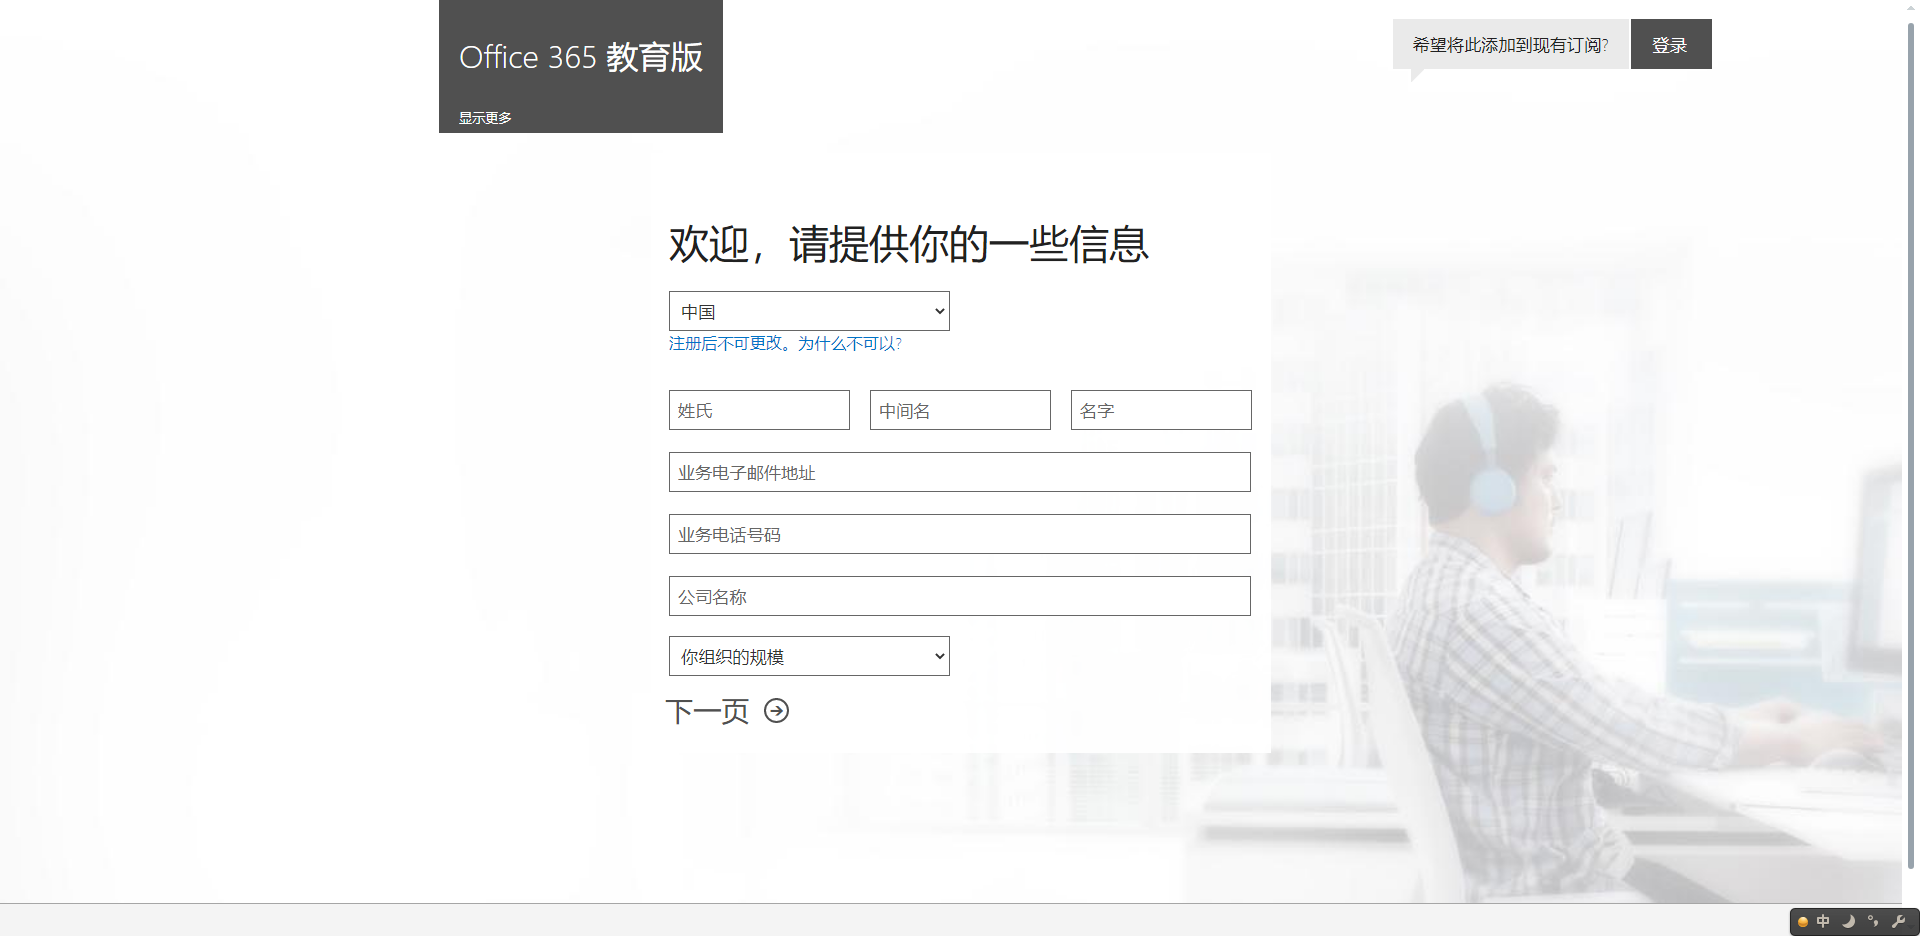 Office 365 教育版
显示更多
希望将此添加到现有订阅?
登录
欢迎，请提供你的一些信息
中国
注册后不可更改。为什么不可以?
姓氏 中间名 名字
业务电子邮件地址
业务电话号码
公司名称
你组织的规模
下一页
中